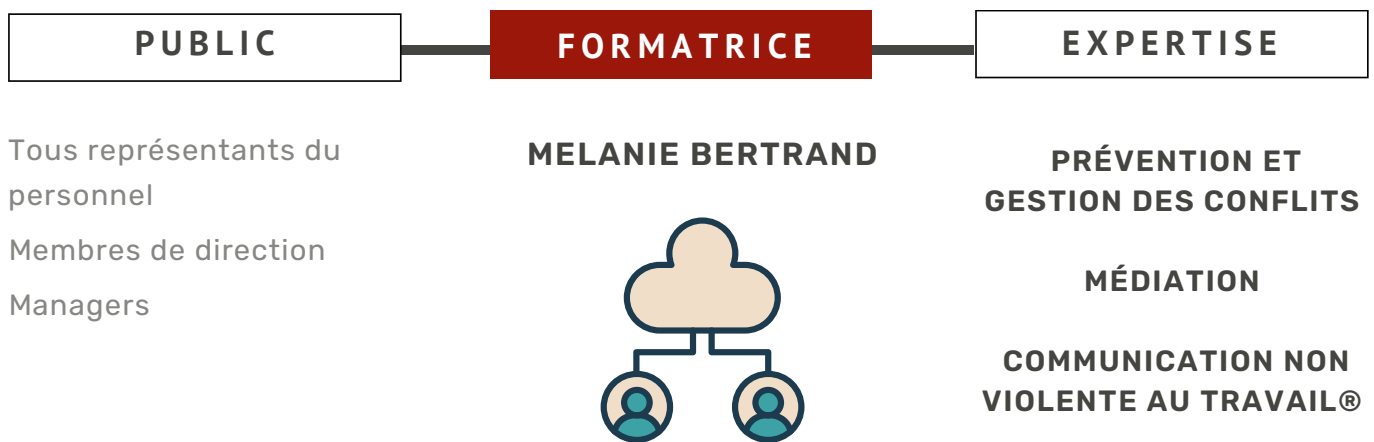 PUBLIC
FORMATRICE
EXPERTISE
Tous représentants du
personnel
Membres de direction
Managers
MELANIE BERTRAND
PRÉVENTION ET
GESTION DES CONFLITS
MÉDIATION
COMMUNICATION NON
VIOLENTE AU TRAVAIL®